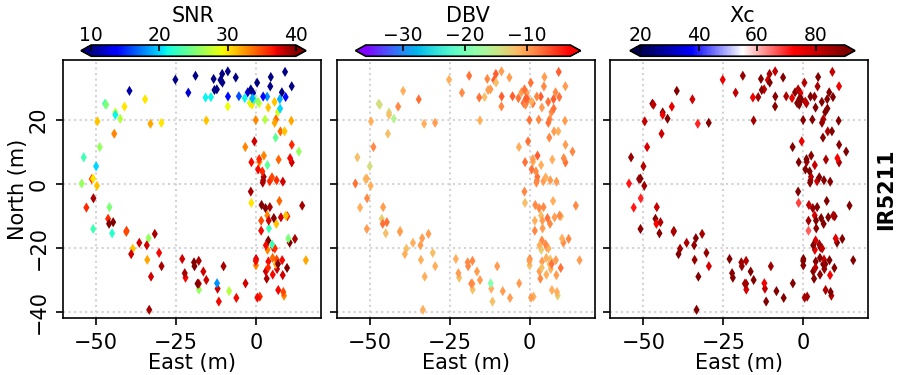 SNR DBV Xc
10 20 30 40 −30 −20 −10 20 40 60 80
20
0
−20
−40
North (m)
IR5211
−50 −25 0 −50 −25 0 −50 −25 0
East (m) East (m) East (m)